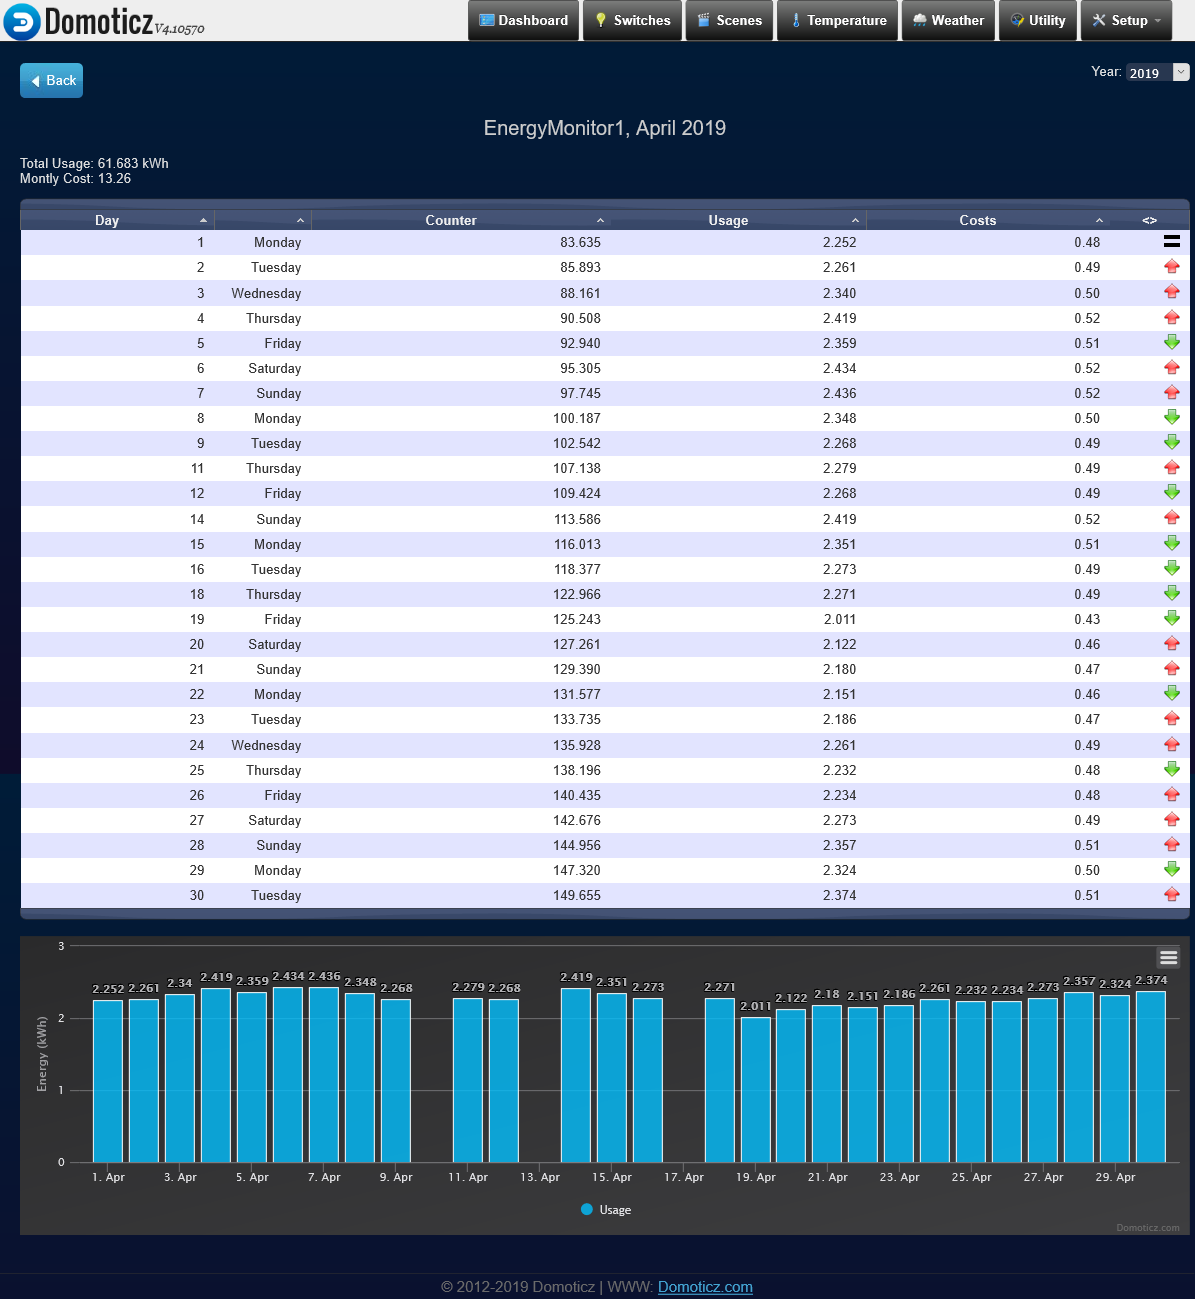 Domoticz V4.10570
Dashboard Switches Scenes Temperature Weather Utility Setup
Back
Year: 2019
EnergyMonitor1, April 2019
Total Usage: 61.683 kWh
Montly Cost: 13.26
Day Counter Usage Costs <>
1 Monday 83.635 2.252 0.48
2 Tuesday 85.893 2.261 0.49
3 Wednesday 88.161 2.340 0.50
4 Thursday 90.508 2.419 0.52
5 Friday 92.940 2.359 0.51
6 Saturday 95.305 2.434 0.52
7 Sunday 97.745 2.436 0.52
8 Monday 100.187 2.348 0.50
9 Tuesday 102.542 2.268 0.49
11 Thursday 107.138 2.279 0.49
12 Friday 109.424 2.268 0.49
14 Sunday 113.586 2.419 0.52
15 Monday 116.013 2.351 0.51
16 Tuesday 118.377 2.273 0.49
18 Thursday 122.966 2.271 0.49
19 Friday 125.243 2.011 0.43
20 Saturday 127.261 2.122 0.46
21 Sunday 129.390 2.180 0.47
22 Monday 131.577 2.151 0.46
23 Tuesday 133.735 2.186 0.47
24 Wednesday 135.928 2.261 0.49
25 Thursday 138.196 2.232 0.48
26 Friday 140.435 2.234 0.48
27 Saturday 142.676 2.273 0.49
28 Sunday 144.956 2.357 0.51
29 Monday 147.320 2.324 0.50
30 Tuesday 149.655 2.374 0.51
3
2.252 2.261 2.34 2.419 2.359 2.434 2.436 2.348 2.268 2.279 2.268 2.419 2.351 2.273 2.271 2.011 2.122 2.18 2.151 2.186 2.261 2.232 2.234 2.273 2.357 2.324 2.374
2
Energy (kWh)
1
0
1. Apr 3. Apr 5. Apr 7. Apr 9. Apr 11. Apr 13. Apr 15. Apr 17. Apr 19. Apr 21. Apr 23. Apr 25. Apr 27. Apr 29. Apr
Usage
Domoticz.com
© 2012-2019 Domoticz | WWW: Domoticz.com